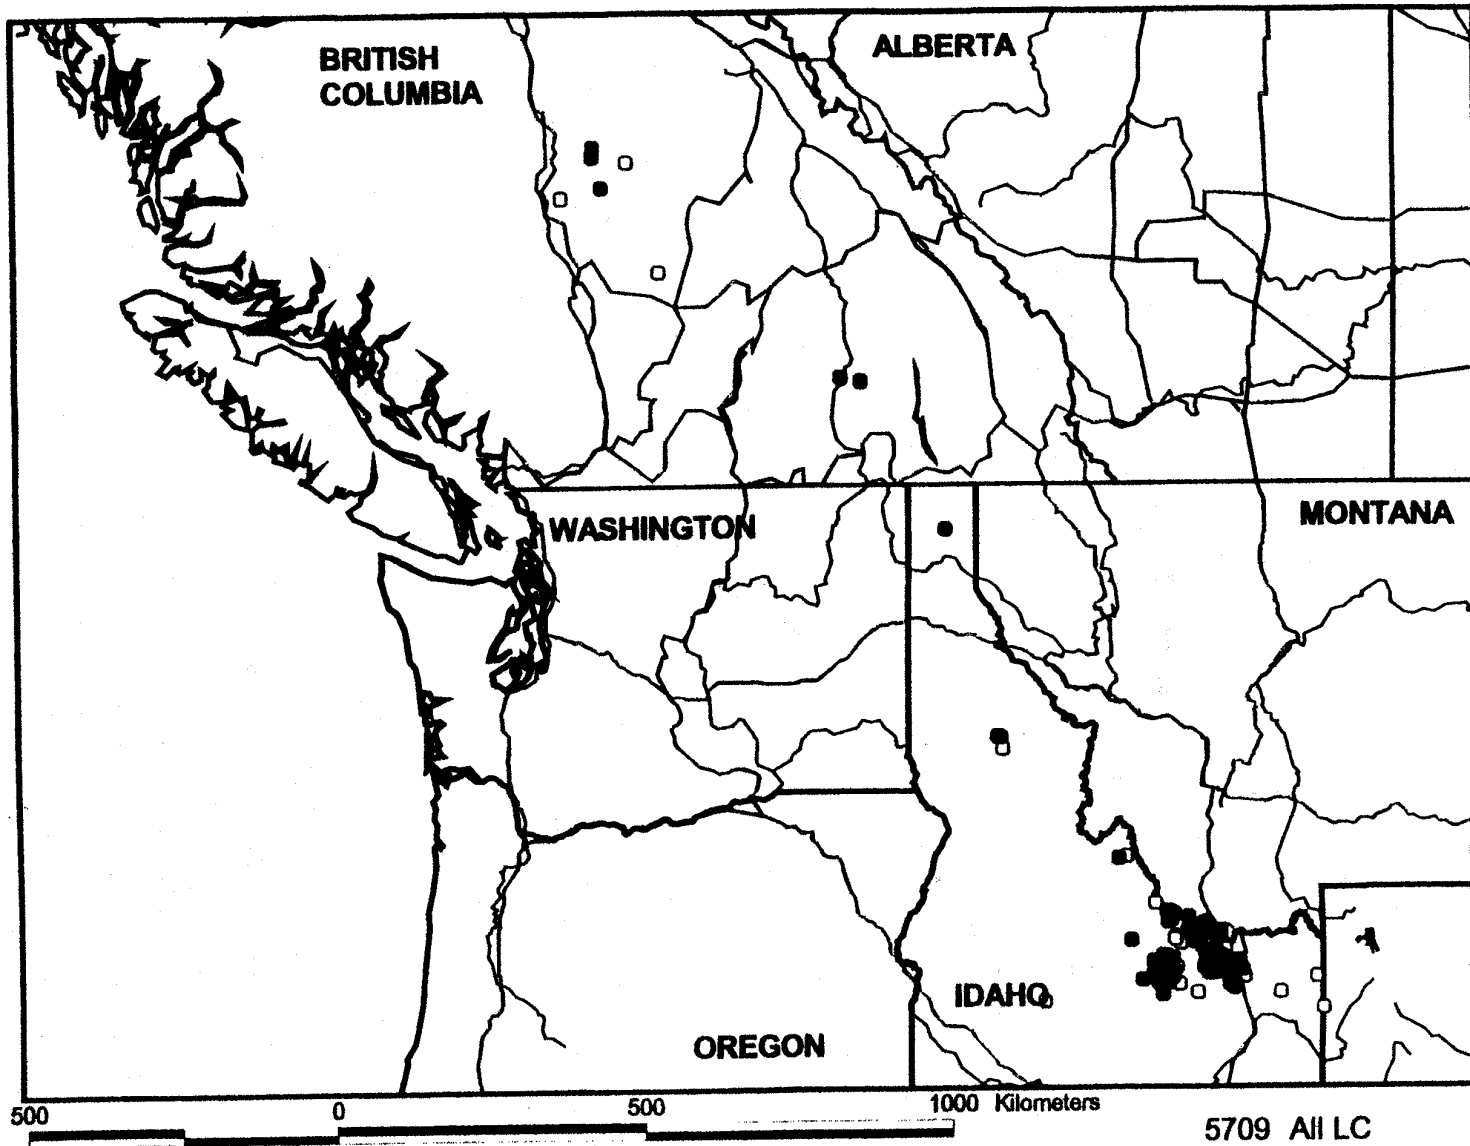 BRITISH
COLUMBIA
ALBERTA
WASHINGTON
MONTANA
IDAHO
OREGON
500 0 500 1000 Kilometers
5709 All LC